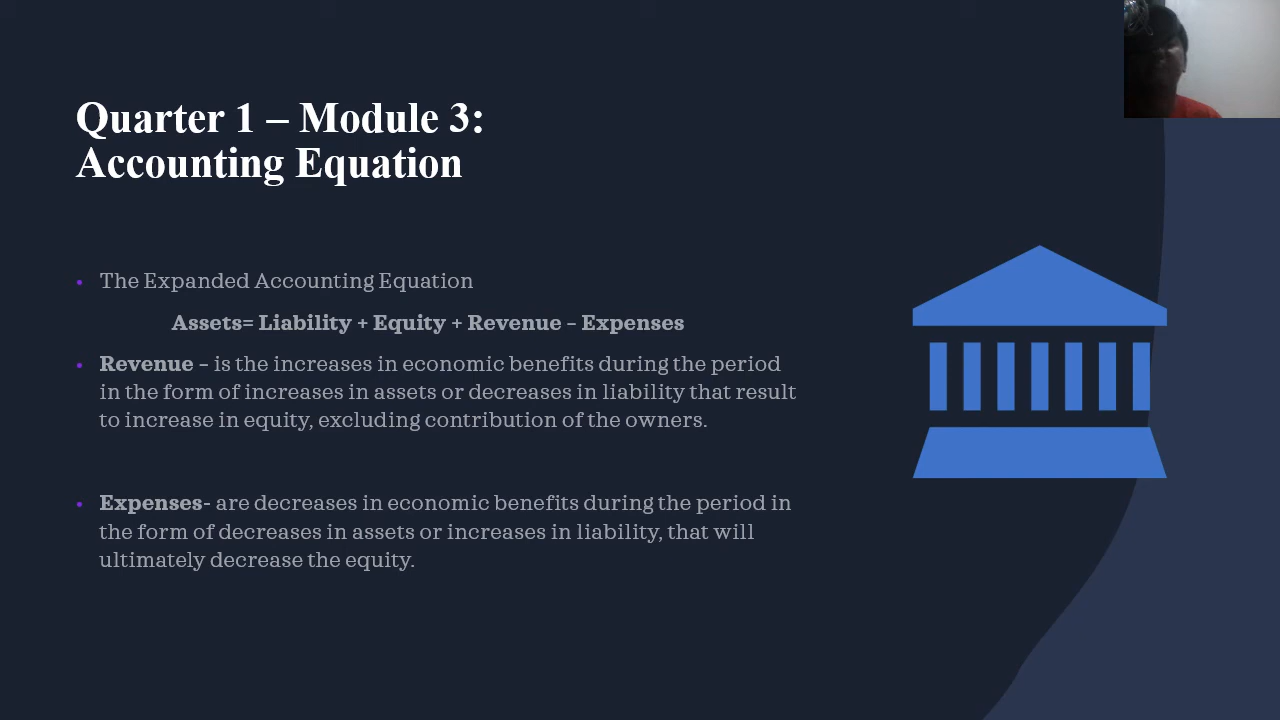 Quarter 1 – Module 3:
Accounting Equation
• The Expanded Accounting Equation
Assets= Liability + Equity + Revenue – Expenses
• Revenue – is the increases in economic benefits during the period
in the form of increases in assets or decreases in liability that result
to increase in equity, excluding contribution of the owners.
• Expenses- are decreases in economic benefits during the period in
the form of decreases in assets or increases in liability, that will
ultimately decrease the equity.